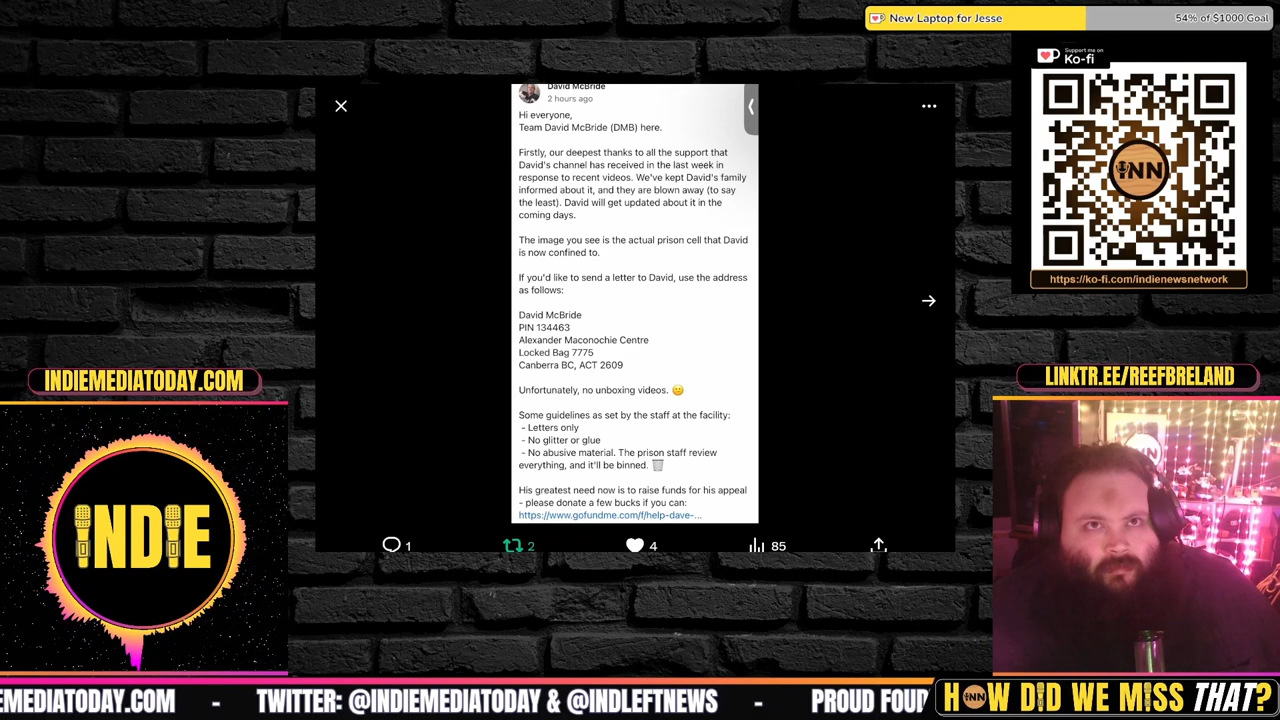 New Laptop for Jesse
54% of $1000 Goal
Support me on
Ko-fi
iNN
https://ko-fi.com/indienewsnetwork
David McBride
2 hours ago
Hi everyone,
Team David McBride (DMB) here.
Firstly, our deepest thanks to all the support that
David's channel has received in the last week in
response to recent videos. We've kept David's family
informed about it, and they are blown away (to say
the least). David will get updated about it in the
coming days.
The image you see is the actual prison cell that David
is now confined to.
If you'd like to send a letter to David, use the address
as follows:
David McBride
PIN 134463
Alexander Maconochie Centre
Locked Bag 7775
Canberra BC, ACT 2609
Unfortunately, no unboxing videos. 😕
Some guidelines as set by the staff at the facility:
- Letters only
- No glitter or glue
- No abusive material. The prison staff review
everything, and it'll be binned. 🗑️
His greatest need now is to raise funds for his appeal
- please donate a few bucks if you can:
https://www.gofundme.com/f/help-dave-...
1
2
4
85
INDIEMEDIATODAY.COM
INDIE
LINKTR.EE/REEFBRELAND
EMEDIATODAY.COM - TWITTER: @INDIEMEDIATODAY & @INDLEFTNEWS - PROUD FOUN
HOW DID WE MISS THAT?